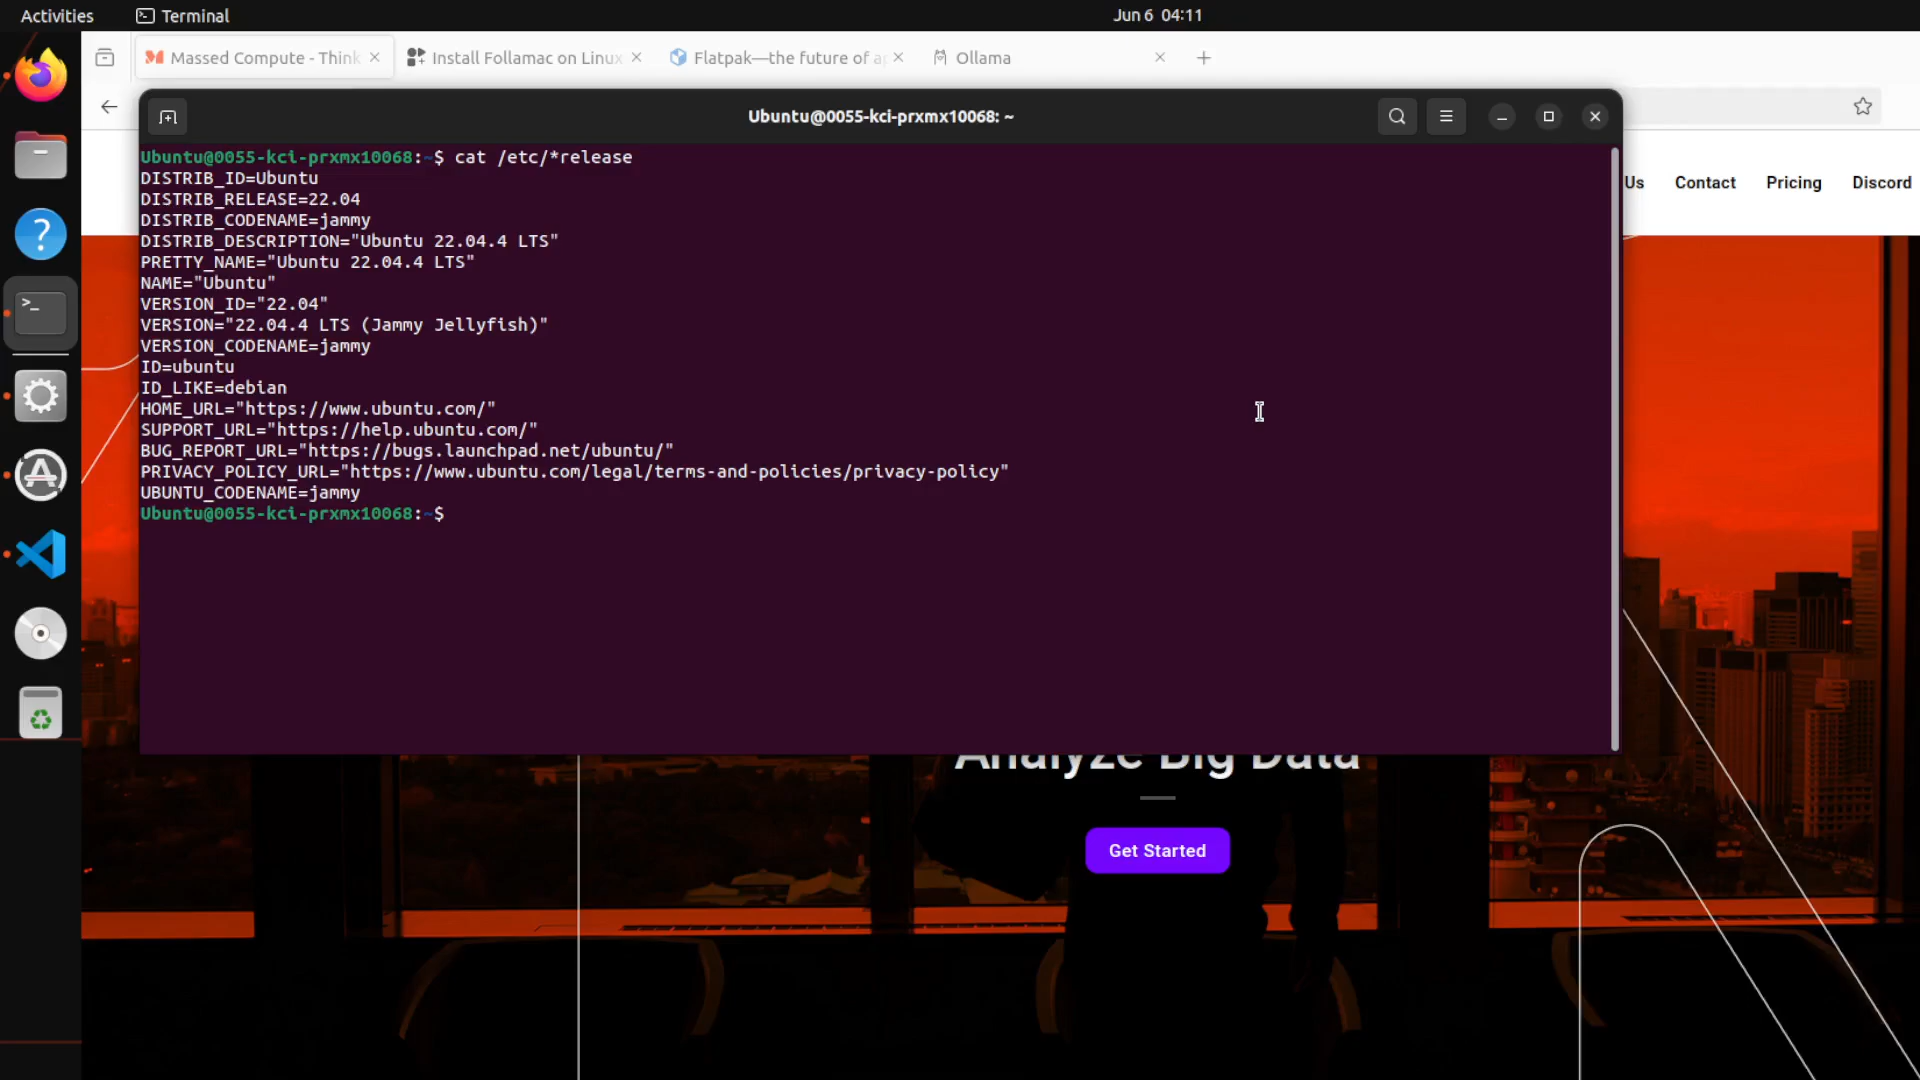 Activities
Terminal
Jun 6 04:11
Massed Compute - Think
Install Follamac on Linux
Flatpak—the future of ap
Ollama
Ubuntu@0055-kci-prxmx10068: ~
Ubuntu@0055-kci-prxmx10068:~$ cat /etc/*release
DISTRIB_ID=Ubuntu
DISTRIB_RELEASE=22.04
DISTRIB_CODENAME=jammy
DISTRIB_DESCRIPTION="Ubuntu 22.04.4 LTS"
PRETTY_NAME="Ubuntu 22.04.4 LTS"
NAME="Ubuntu"
VERSION_ID="22.04"
VERSION="22.04.4 LTS (Jammy Jellyfish)"
VERSION_CODENAME=jammy
ID=ubuntu
ID_LIKE=debian
HOME_URL="https://www.ubuntu.com/"
SUPPORT_URL="https://help.ubuntu.com/"
BUG_REPORT_URL="https://bugs.launchpad.net/ubuntu/"
PRIVACY_POLICY_URL="https://www.ubuntu.com/legal/terms-and-policies/privacy-policy"
UBUNTU_CODENAME=jammy
Ubuntu@0055-kci-prxmx10068:~$
Us
Contact
Pricing
Discord
Analyze Big Data
Get Started